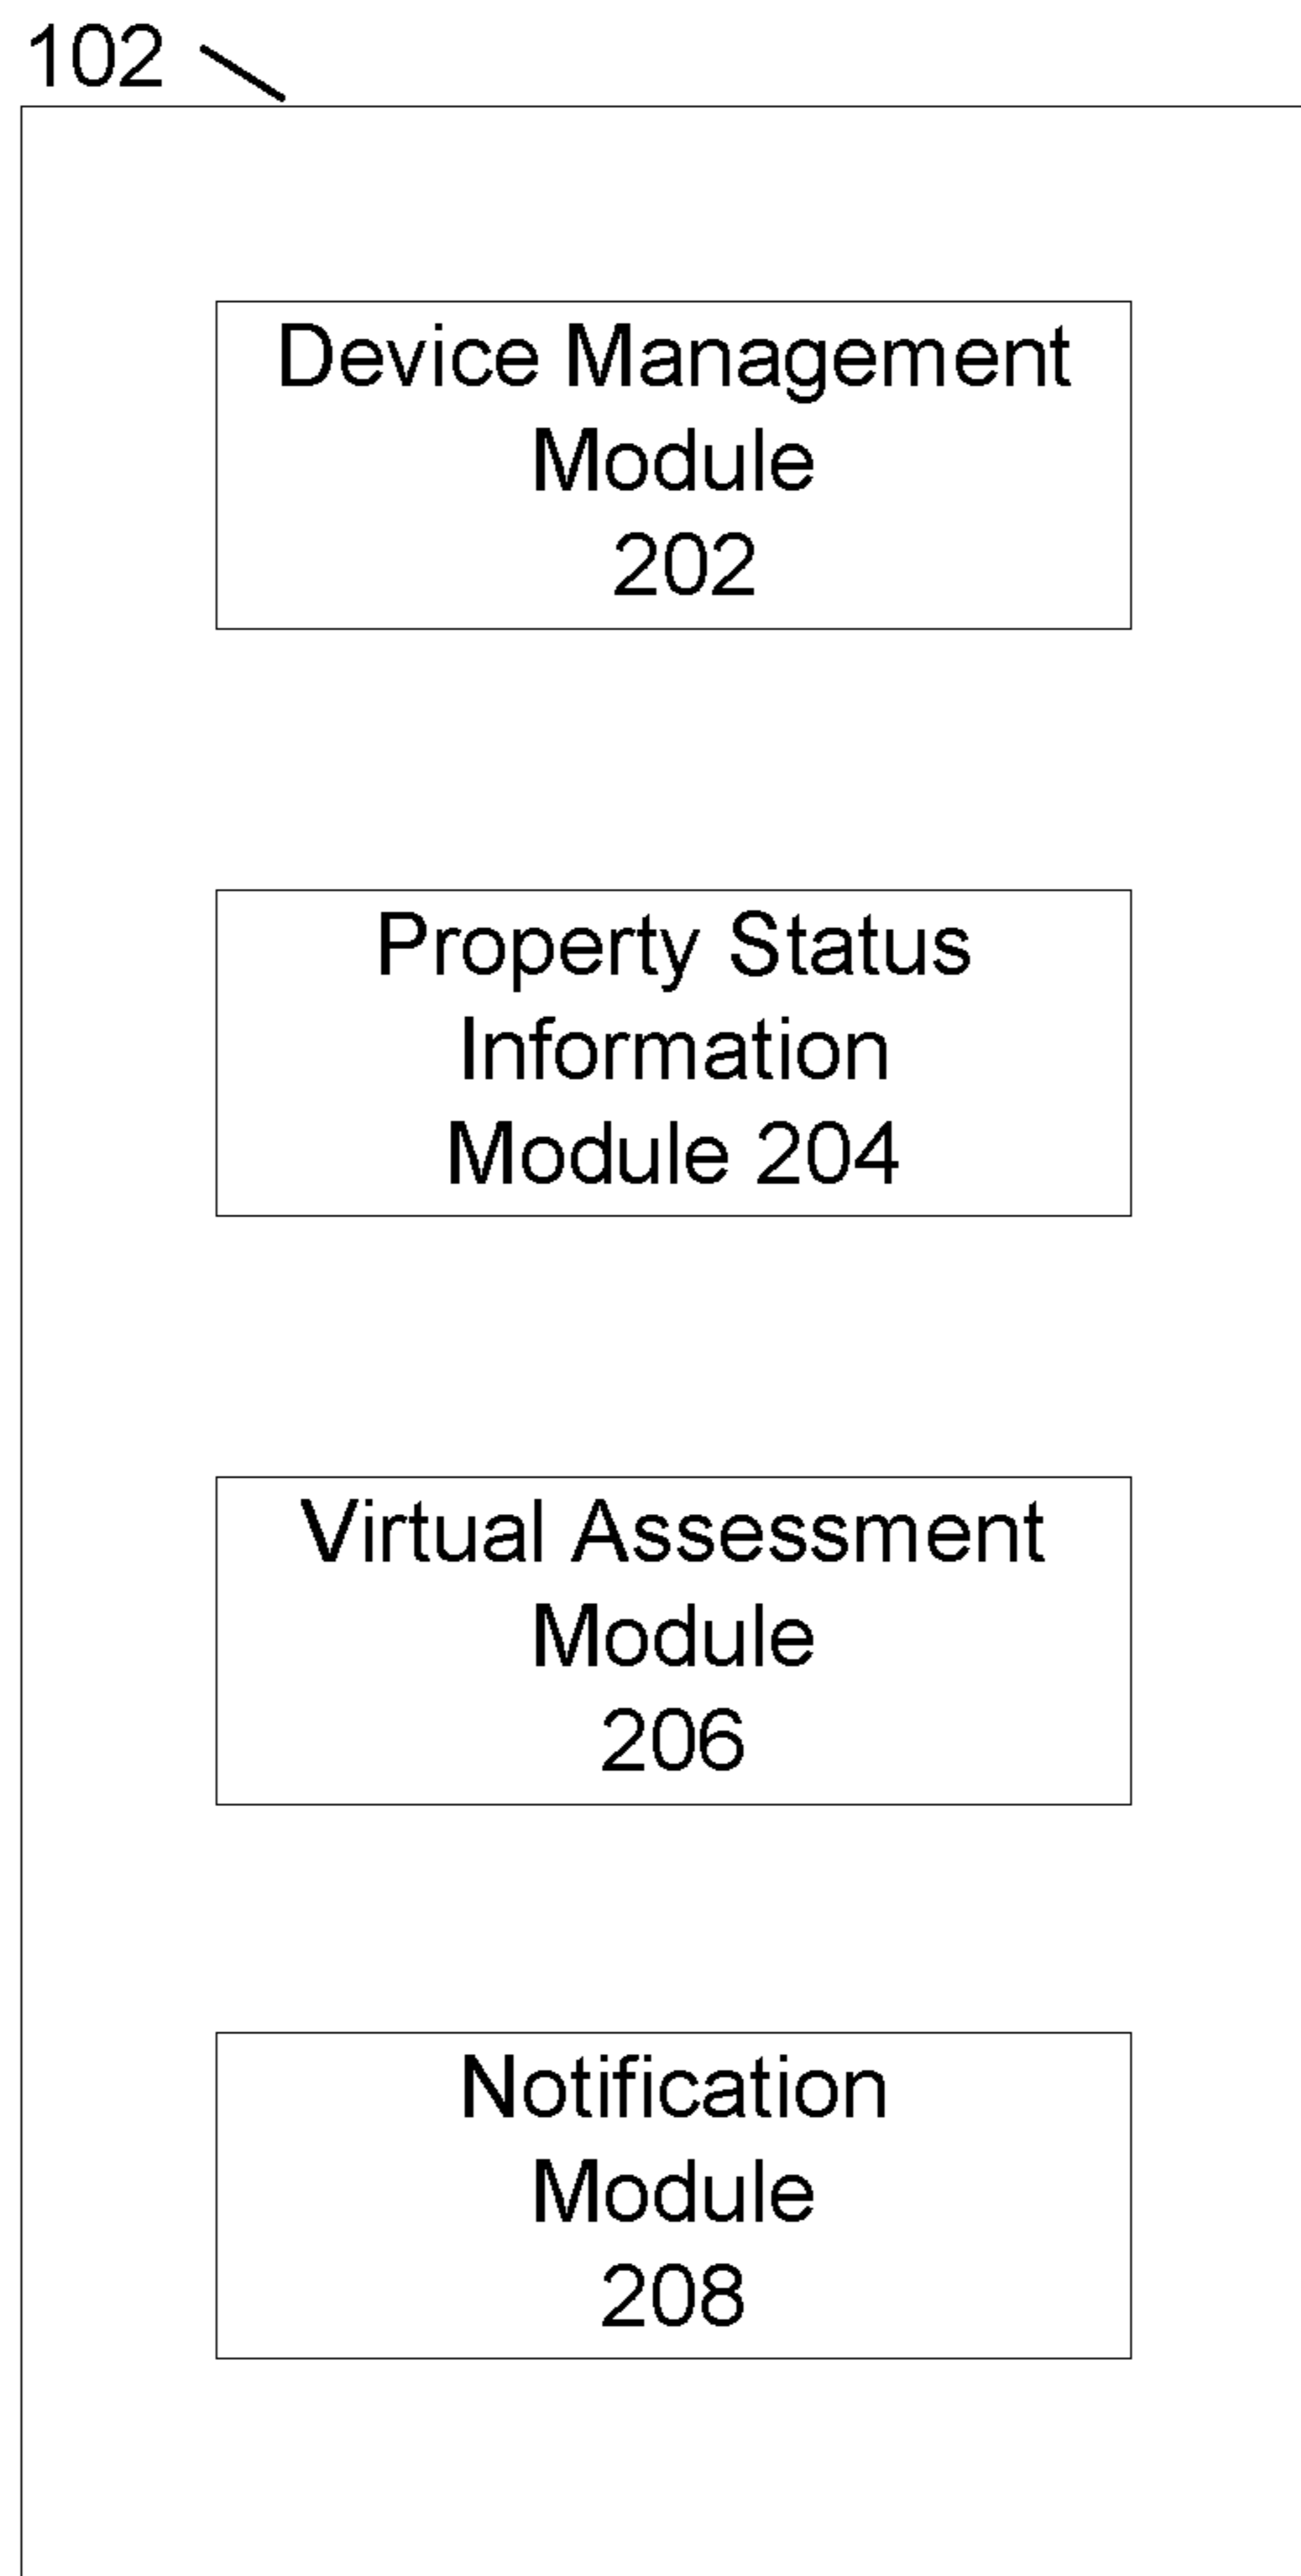 102
Device Management
Module
202
Property Status
Information
Module 204
Virtual Assessment
Module
206
Notification
Module
208